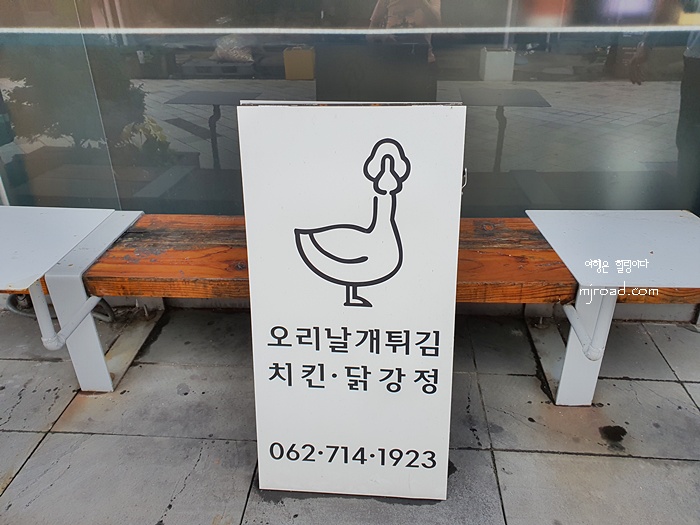 오리날개튀김
치킨·닭강정
062·714·1923
여행은 힐링이다
mjroad.com